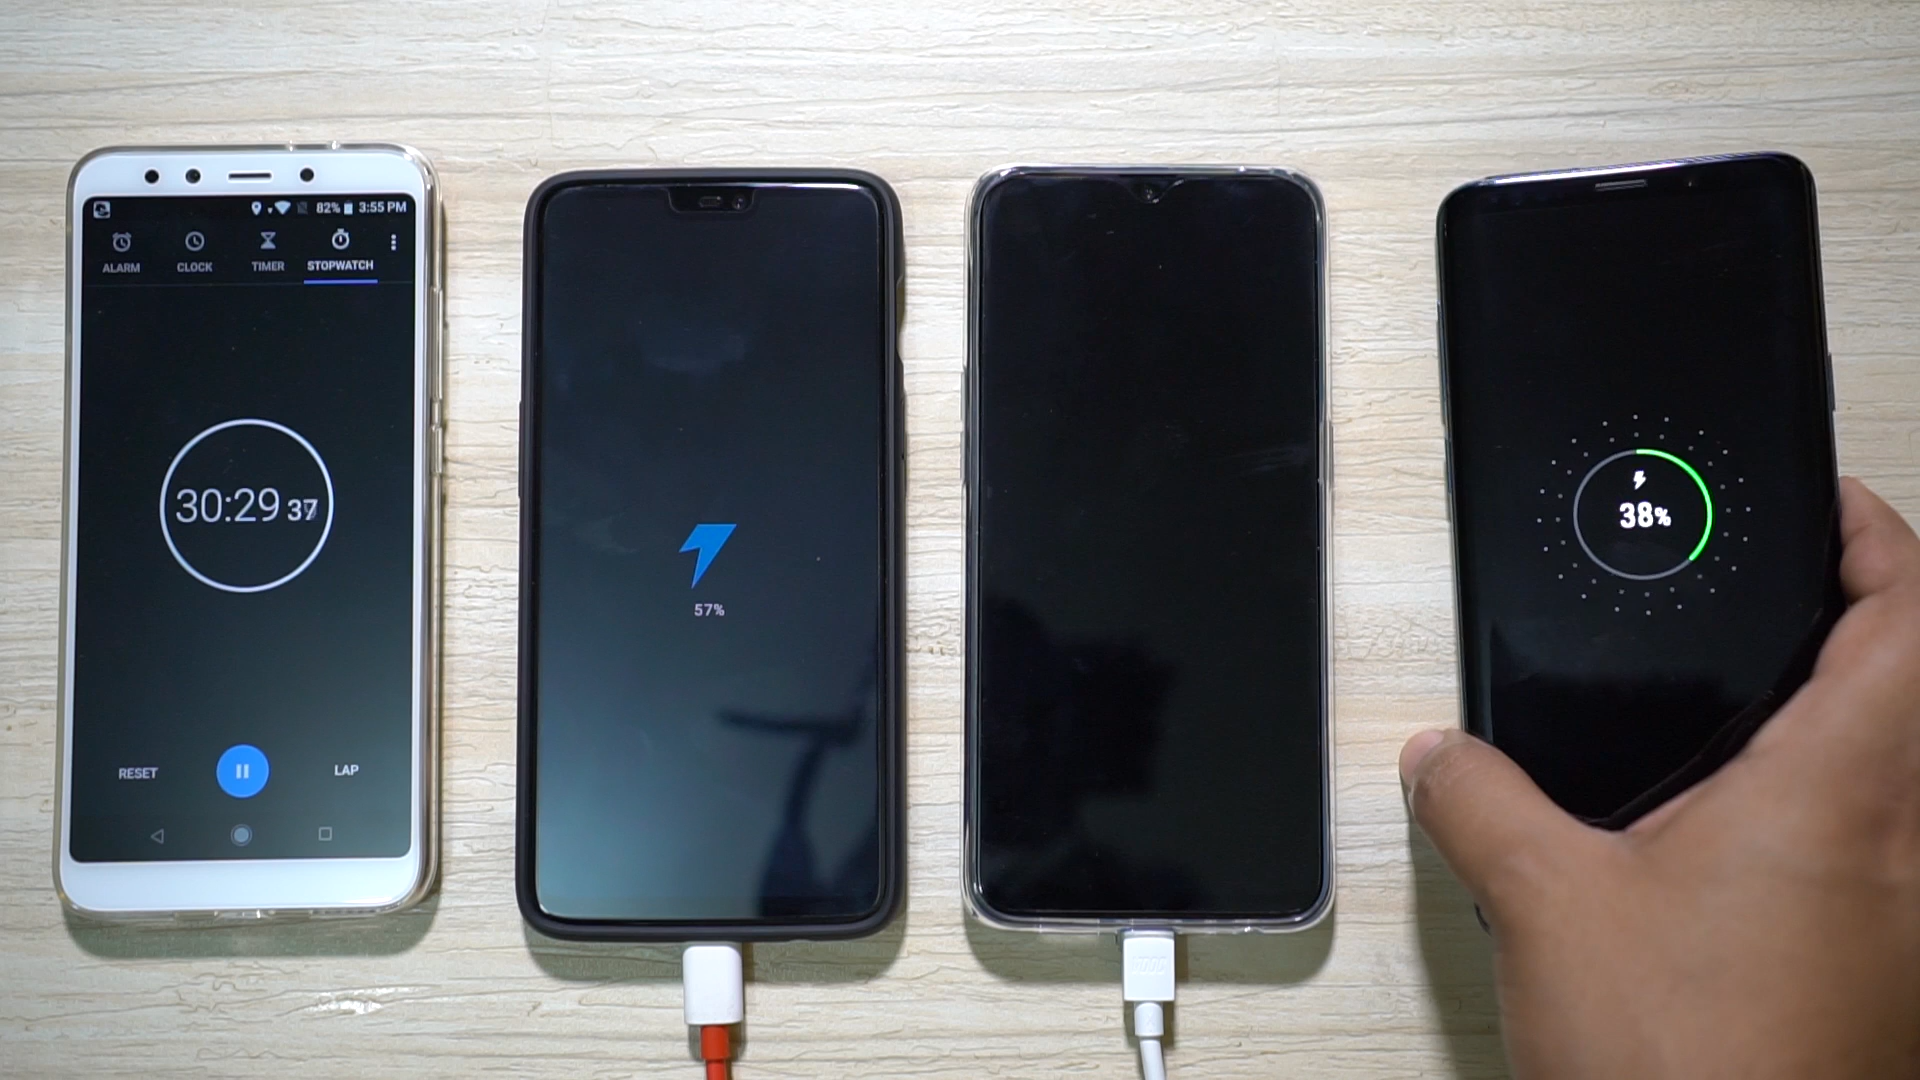 82% 3:55 PM
ALARM CLOCK TIMER STOPWATCH
30:29 37
RESET LAP
57%
38%